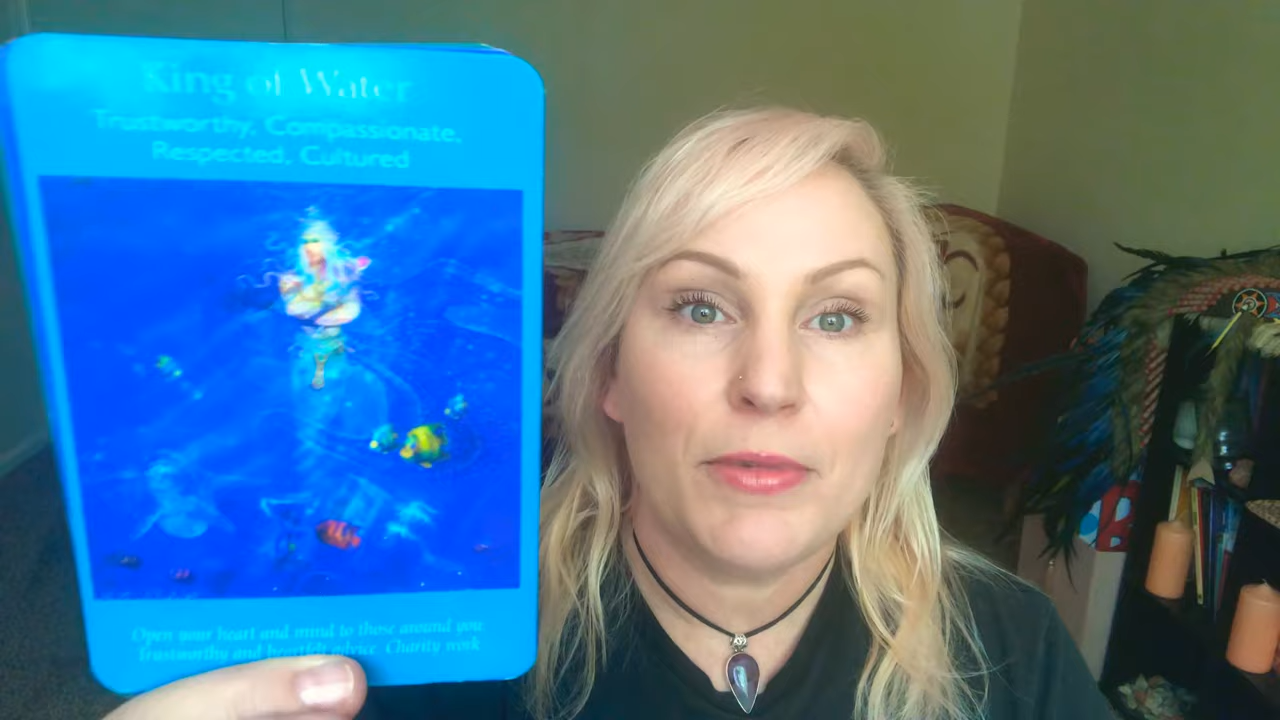 King of Water
Trustworthy, Compassionate,
Respected, Cultured
Open your heart and mind to those around you
Trustworthy and heartfelt advice Charity work